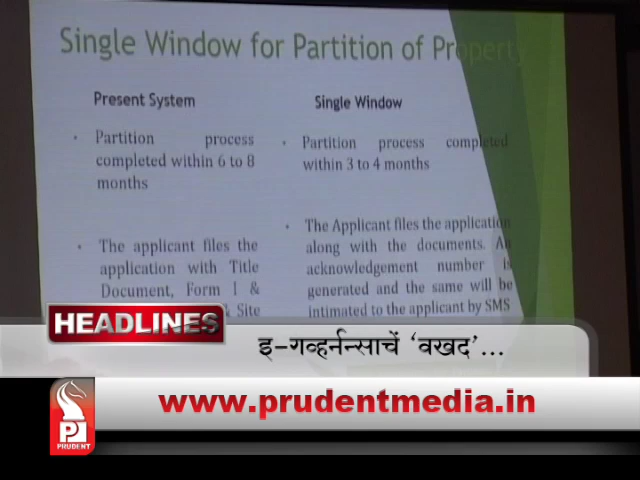 Single Window for Partition of Property
Present System
Single Window
• Partition process
completed within 6 to 8
months
• Partition process completed
within 3 to 4 months
• The applicant files the
application with Title
Document, Form I &
& Site
• The Applicant files the application
along with the documents. An
acknowledgement number is
generated and the same will be
intimated to the applicant by SMS
HEADLINES
इ-गव्हर्नन्साचें ‘वखद’...
www.prudentmedia.in
PRUDENT